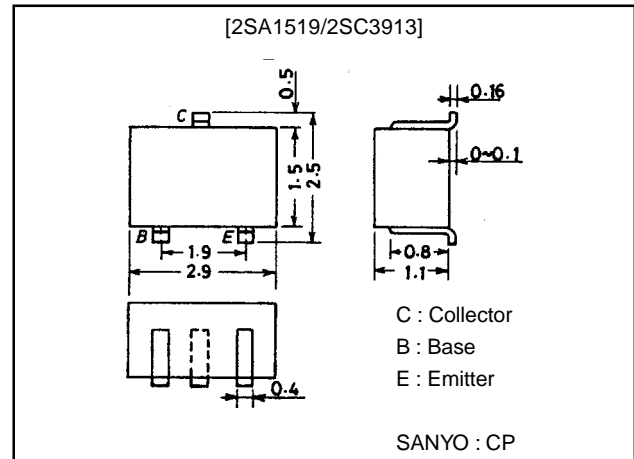 [2SA1519/2SC3913]
0.5
C
0.16
1.5
2.5
0~0.1
B
E
1.9
2.9
0.8
1.1
C : Collector
B : Base
E : Emitter
0.4
SANYO : CP